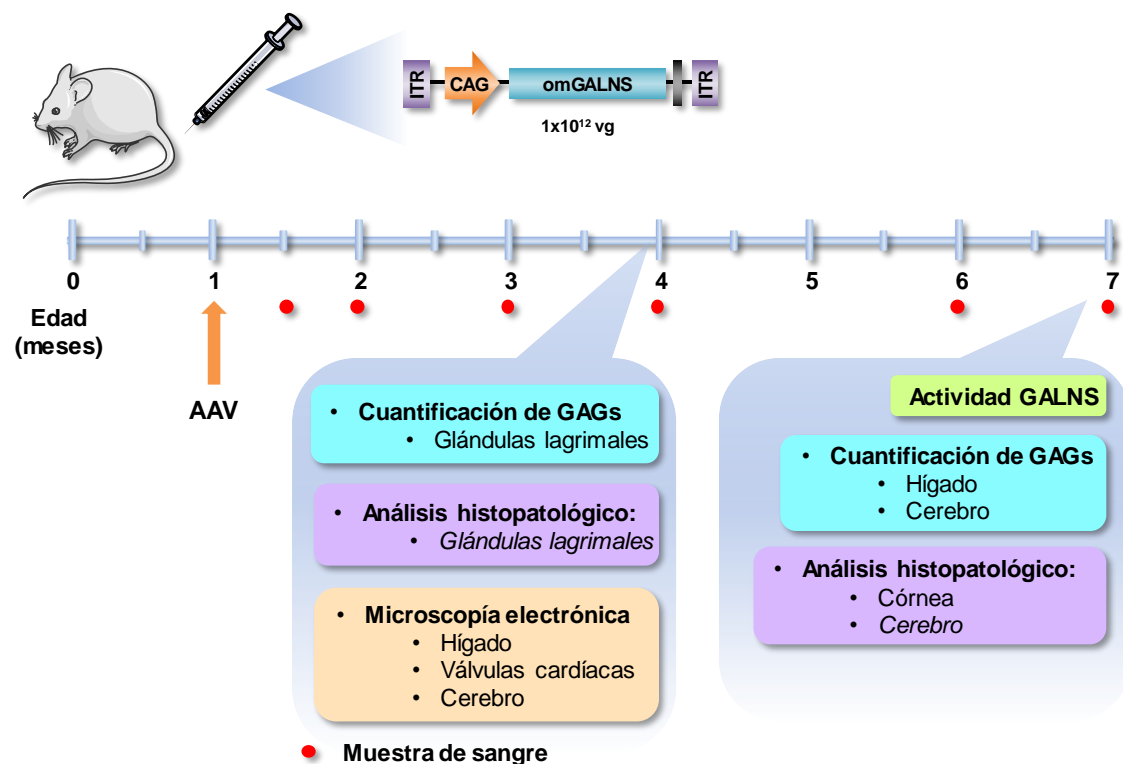 ITR
CAG
omGALNS
ITR
1x10¹² vg
0
1
2
3
4
5
6
7
Edad
(meses)
AAV
• Cuantificación de GAGs
• Glándulas lagrimales
• Análisis histopatológico:
• Glándulas lagrimales
• Microscopía electrónica
• Hígado
• Válvulas cardíacas
• Cerebro
Actividad GALNS
• Cuantificación de GAGs
• Hígado
• Cerebro
• Análisis histopatológico:
• Córnea
• Cerebro
Muestra de sangre